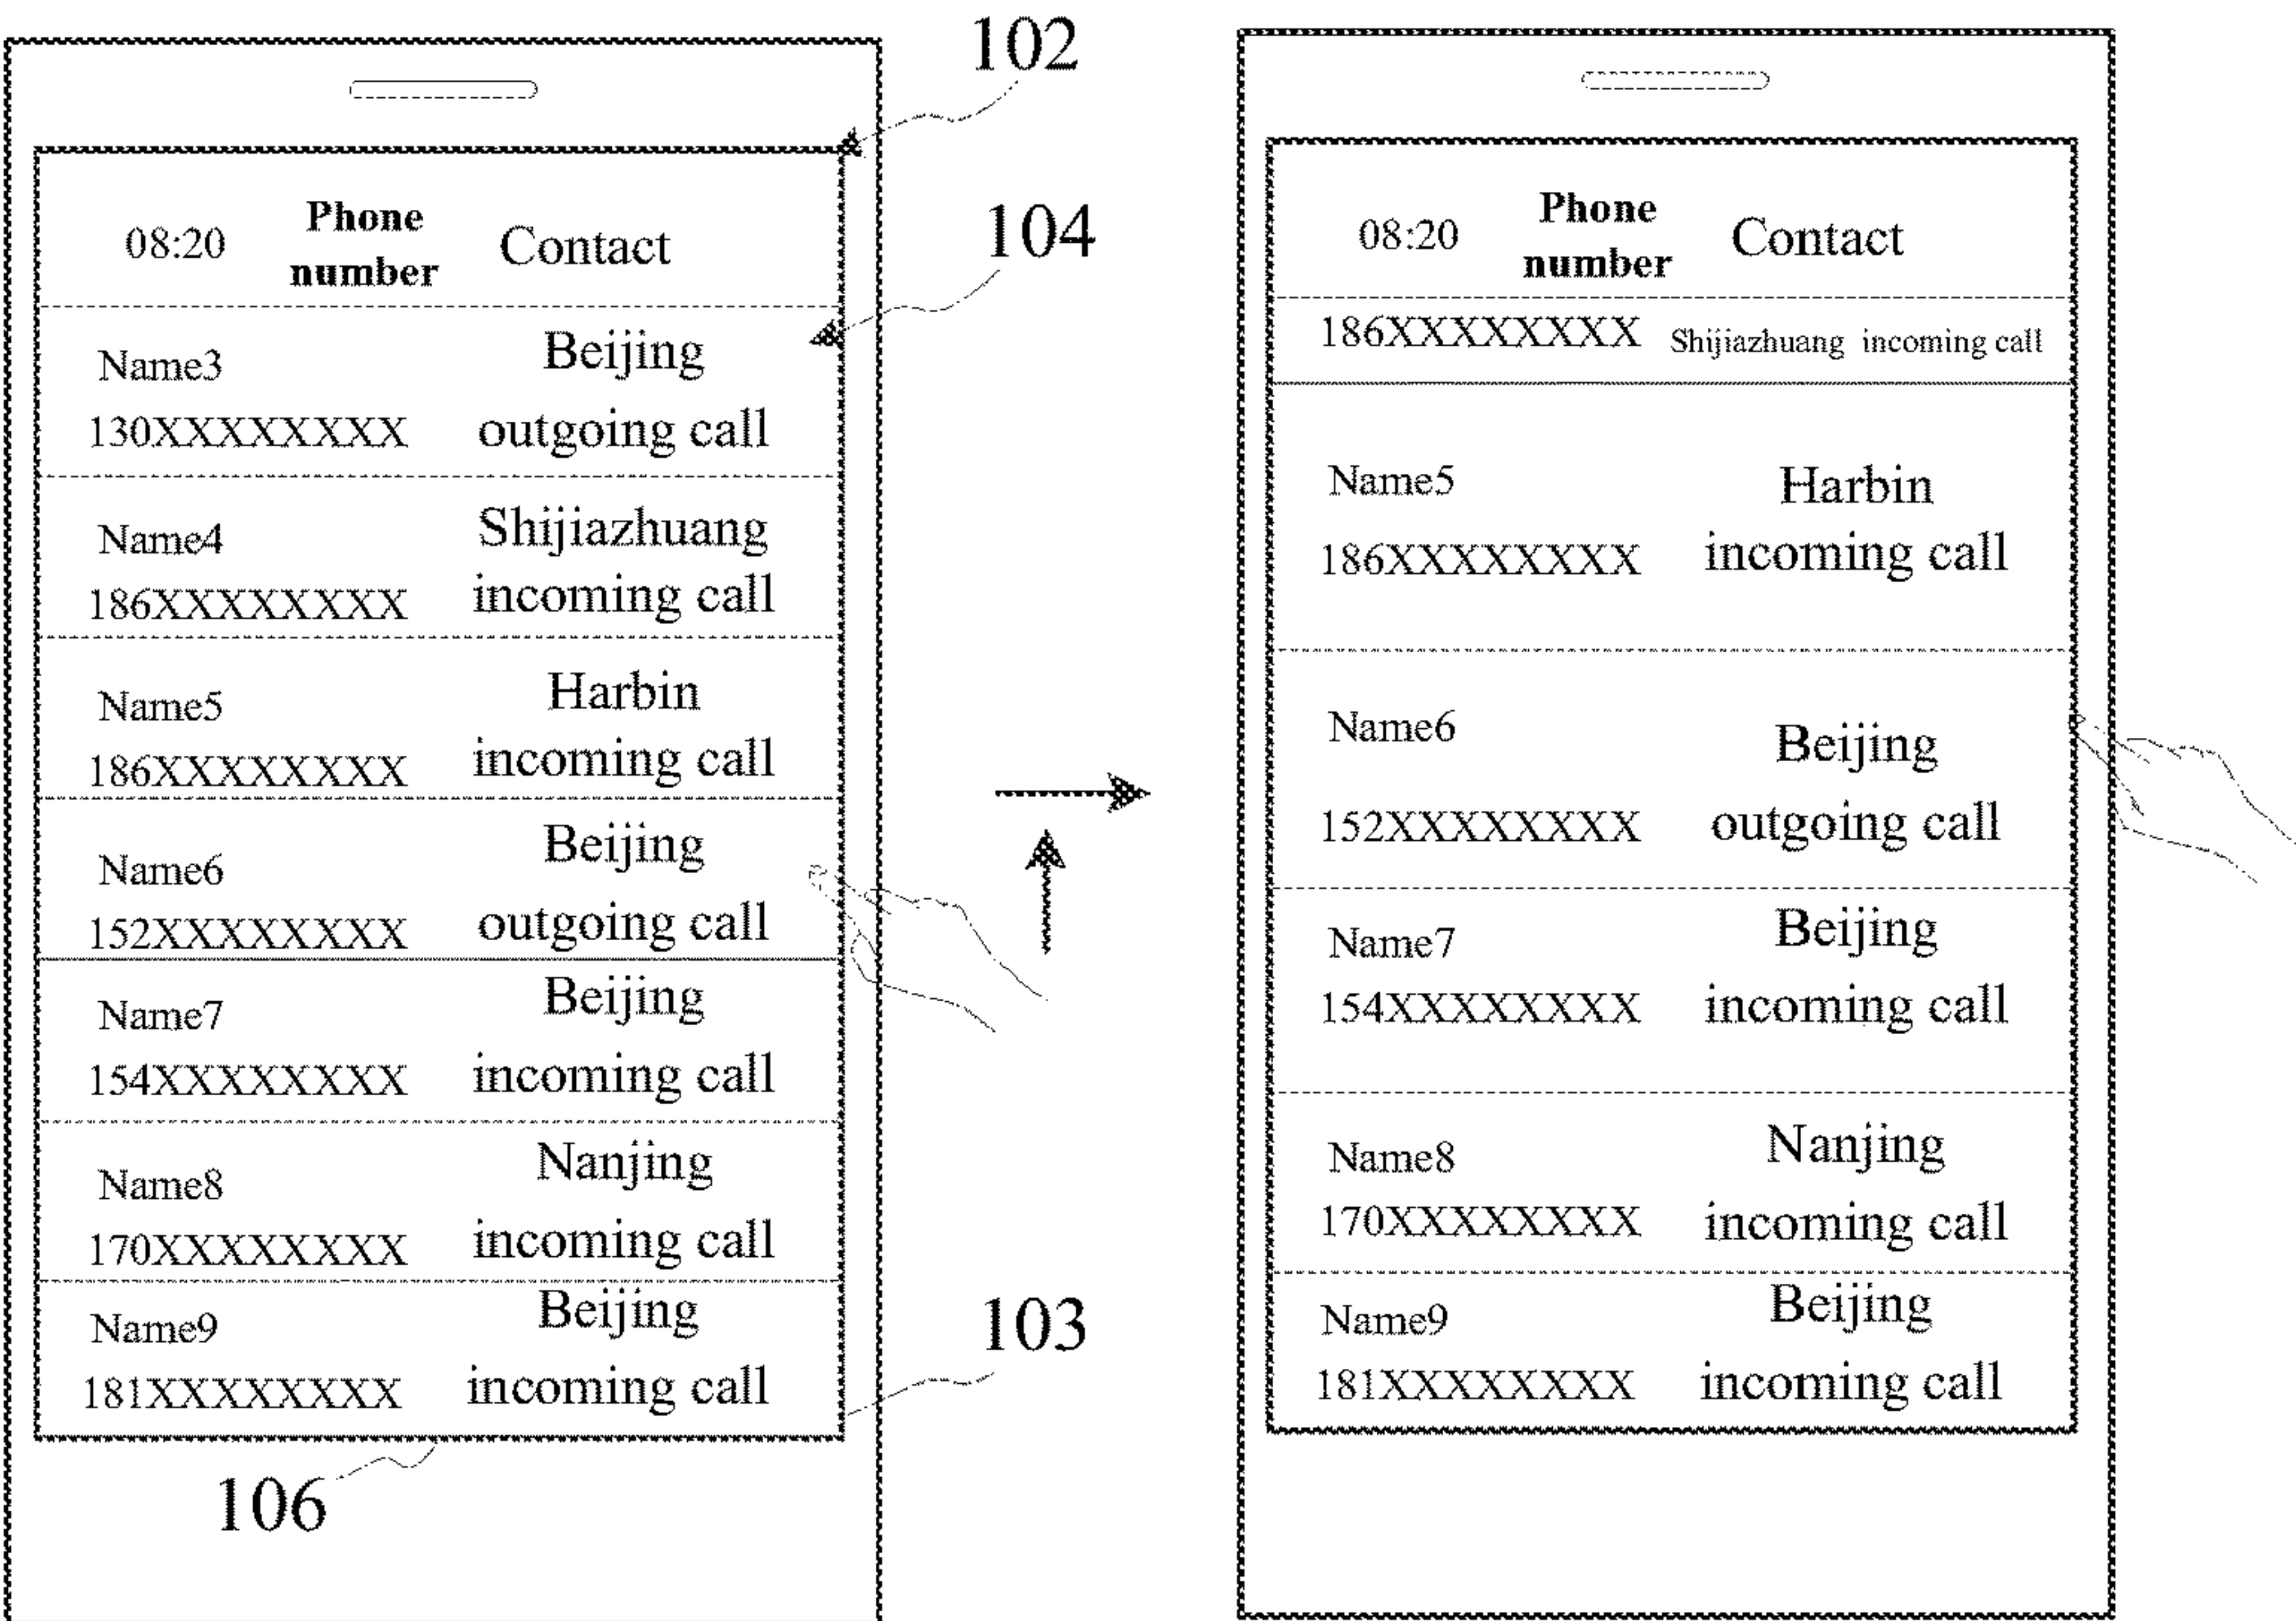 102
08:20 Phone number Contact
104
Name3 Beijing
130XXXXXXXX outgoing call
Name4 Shijiazhuang
186XXXXXXXX incoming call
Name5 Harbin
186XXXXXXXX incoming call
Name6 Beijing
152XXXXXXXX outgoing call
Name7 Beijing
154XXXXXXXX incoming call
Name8 Nanjing
170XXXXXXXX incoming call
Name9 Beijing
181XXXXXXXX incoming call
103
106
08:20 Phone number Contact
186XXXXXXXX Shijiazhuang incoming call
Name5 Harbin
186XXXXXXXX incoming call
Name6 Beijing
152XXXXXXXX outgoing call
Name7 Beijing
154XXXXXXXX incoming call
Name8 Nanjing
170XXXXXXXX incoming call
Name9 Beijing
181XXXXXXXX incoming call